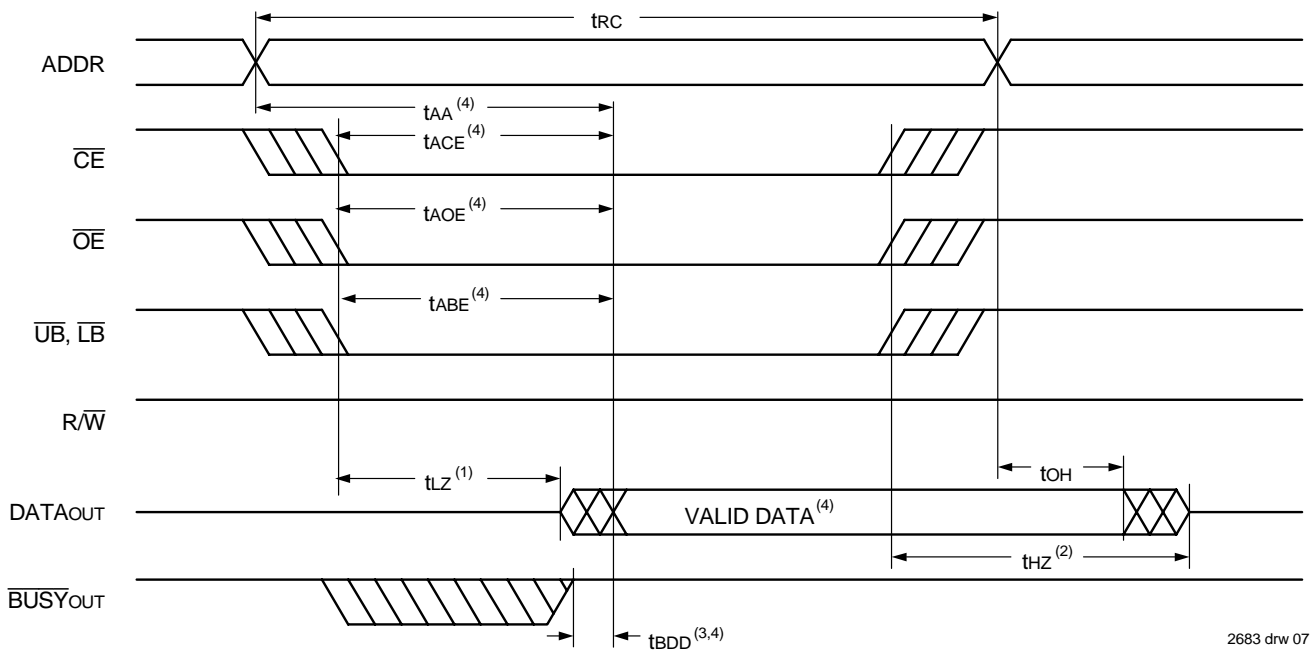 tRC
ADDR
tAA (4)
tACE (4)
CE
tAOE (4)
OE
tABE (4)
UB, LB
R/W
tLZ (1)
tOH
DATAOUT
VALID DATA (4)
tHZ (2)
BUSYOUT
tBDD (3,4)
2683 drw 07